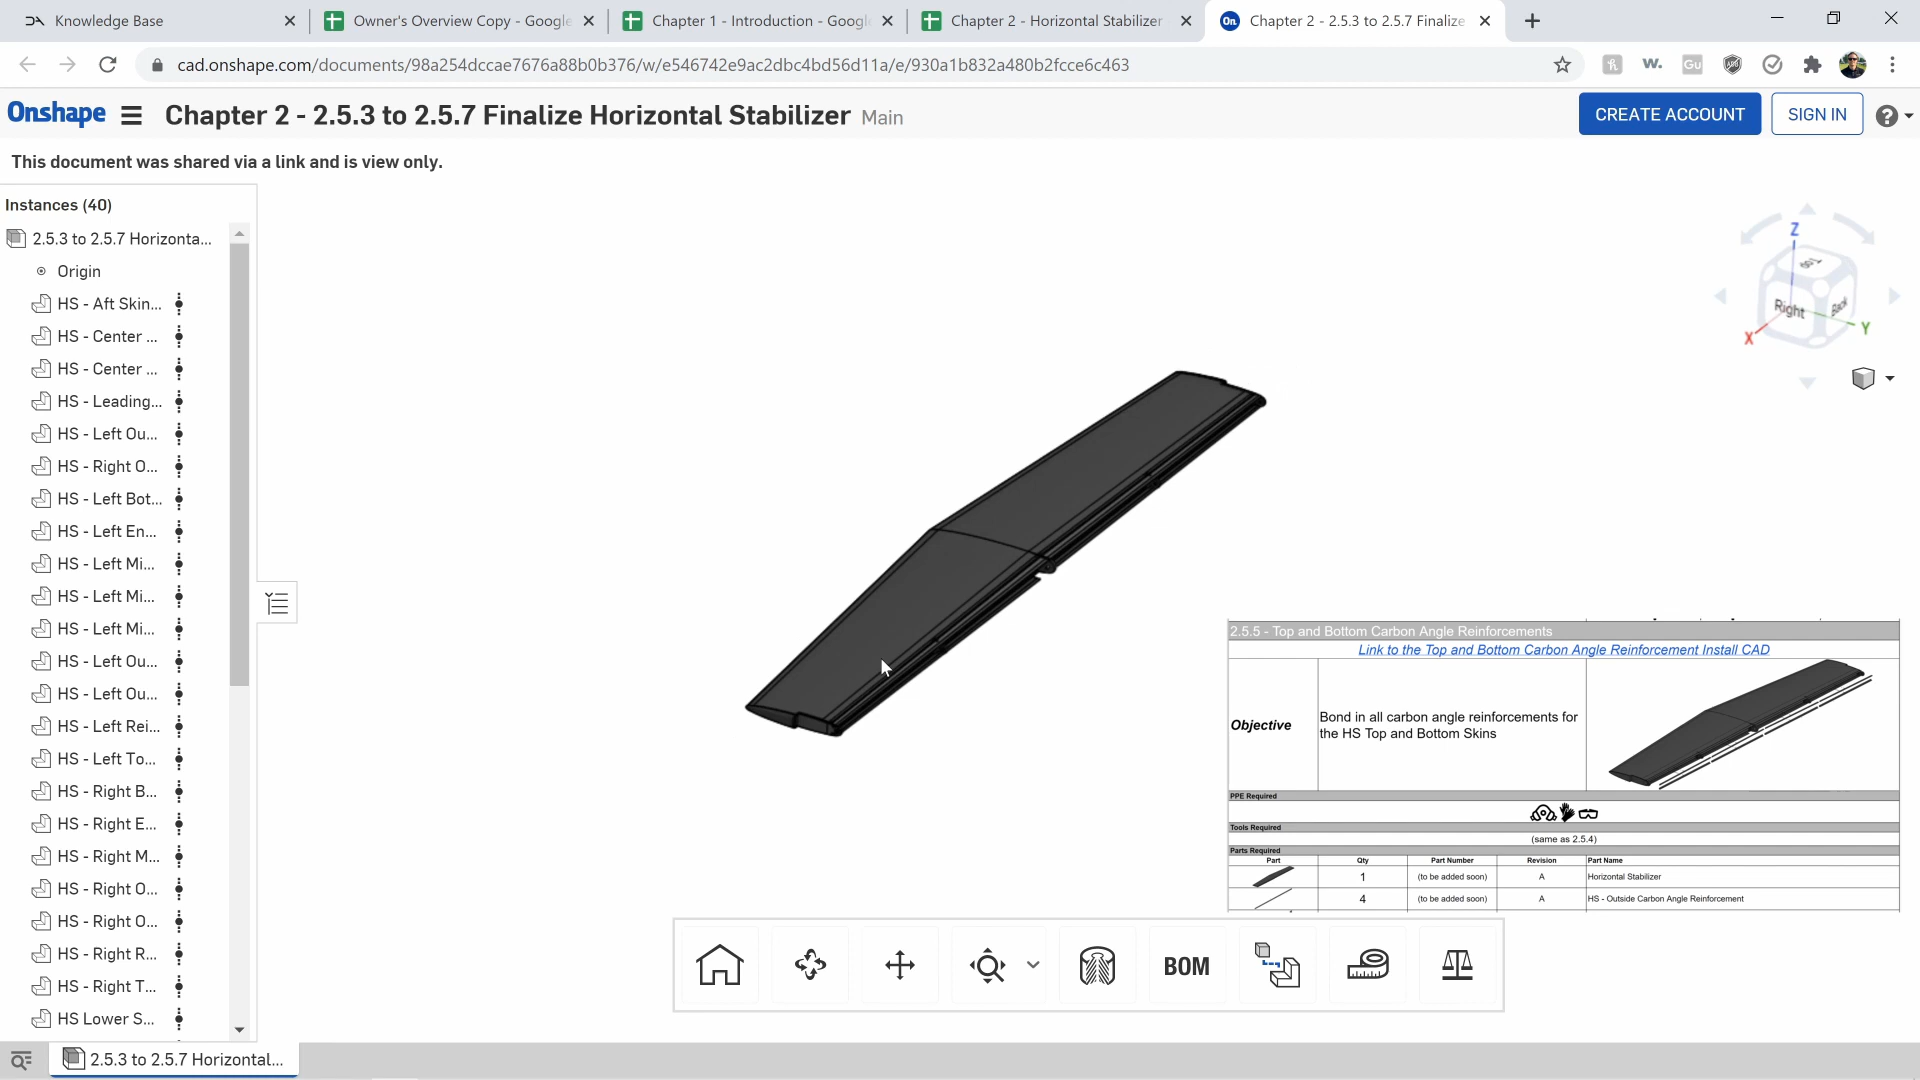 Knowledge Base
Owner's Overview Copy - Google
Chapter 1 - Introduction - Googl
Chapter 2 - Horizontal Stabilizer
On
Chapter 2 - 2.5.3 to 2.5.7 Finalize
cad.onshape.com/documents/98a254dccae7676a88b0b376/w/e546742e9ac2dbc4bd56d11a/e/930a1b832a480b2fcce6c463
w.
Gu
Onshape
Chapter 2 - 2.5.3 to 2.5.7 Finalize Horizontal Stabilizer Main
CREATE ACCOUNT
SIGN IN
This document was shared via a link and is view only.
Instances (40)
2.5.3 to 2.5.7 Horizonta...
Origin
HS - Aft Skin...
HS - Center ...
HS - Center ...
HS - Leading...
HS - Left Ou...
HS - Right O...
HS - Left Bot...
HS - Left En...
HS - Left Mi...
HS - Left Mi...
HS - Left Mi...
HS - Left Ou...
HS - Left Ou...
HS - Left Rei...
HS - Left To...
HS - Right B...
HS - Right E...
HS - Right M...
HS - Right O...
HS - Right O...
HS - Right R...
HS - Right T...
HS Lower S...
Z
Top
Right
Back
X
Y
2.5.5 - Top and Bottom Carbon Angle Reinforcements
Link to the Top and Bottom Carbon Angle Reinforcement Install CAD
Objective
Bond in all carbon angle reinforcements for
the HS Top and Bottom Skins
PPE Required
Tools Required
(same as 2.5.4)
Parts Required
Part Qty Part Number Revision Part Name
1 (to be added soon) A Horizontal Stabilizer
4 (to be added soon) A HS - Outside Carbon Angle Reinforcement
BOM
2.5.3 to 2.5.7 Horizontal...